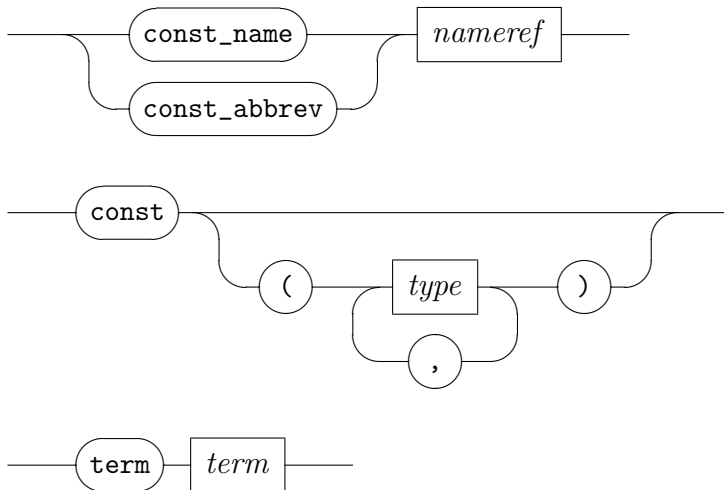 const_name nameref
const_abbrev
const
( type )
,
term term